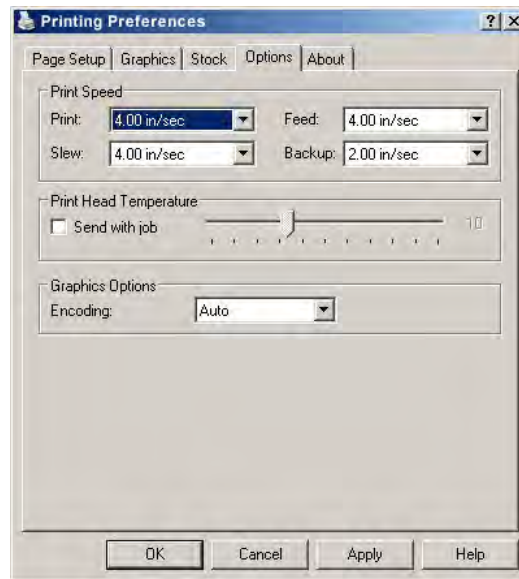 Printing Preferences
Page Setup Graphics Stock Options About
Print Speed
Print: 4.00 in/sec Feed: 4.00 in/sec
Slew: 4.00 in/sec Backup: 2.00 in/sec
Print Head Temperature
Send with job 10
Graphics Options
Encoding: Auto
OK Cancel Apply Help